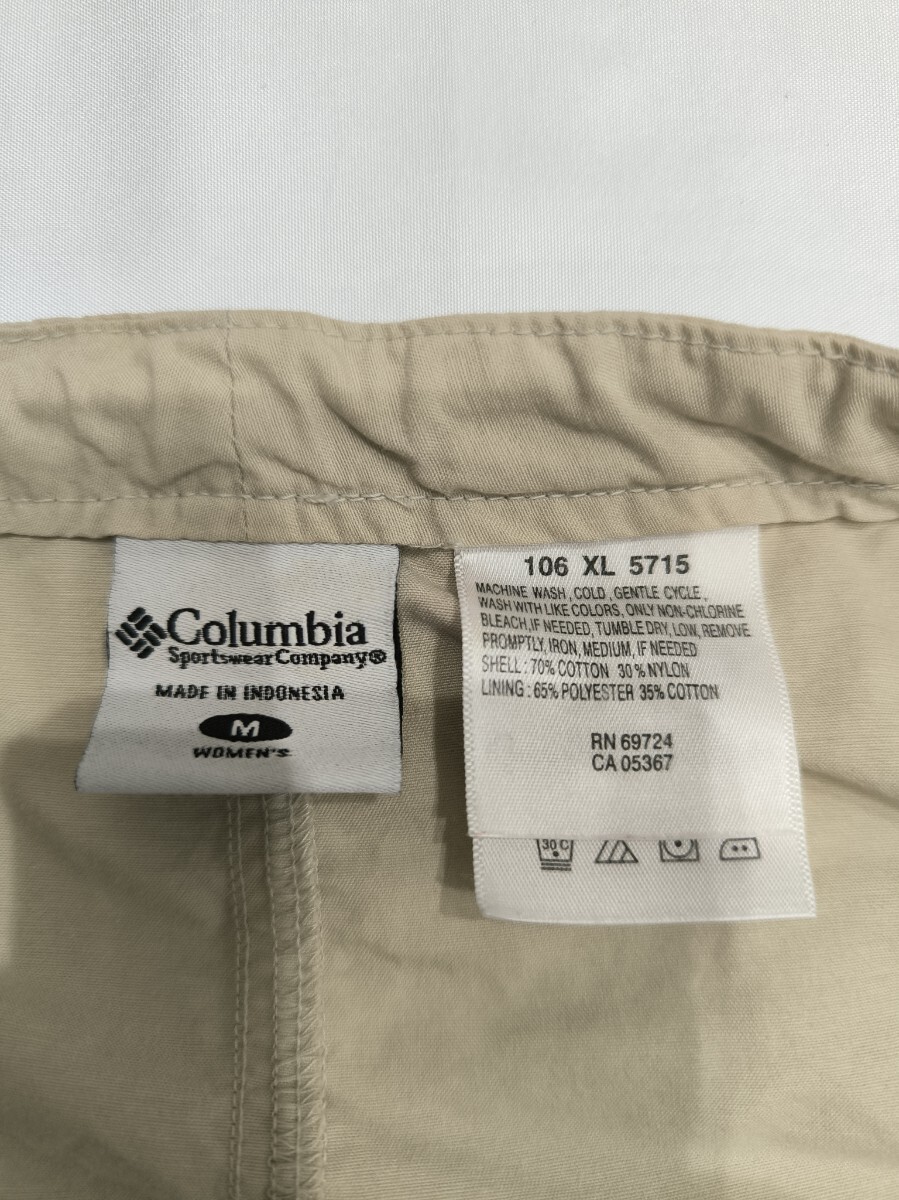 Columbia
Sportswear Company®
MADE IN INDONESIA
M
WOMEN'S
106 XL 5715
MACHINE WASH, COLD, GENTLE CYCLE,
WASH WITH LIKE COLORS, ONLY NON-CHLORINE
BLEACH, IF NEEDED, TUMBLE DRY, LOW, REMOVE
PROMPTLY, IRON, MEDIUM, IF NEEDED
SHELL : 70% COTTON 30% NYLON
LINING : 65% POLYESTER 35% COTTON
RN 69724
CA 05367
30 C